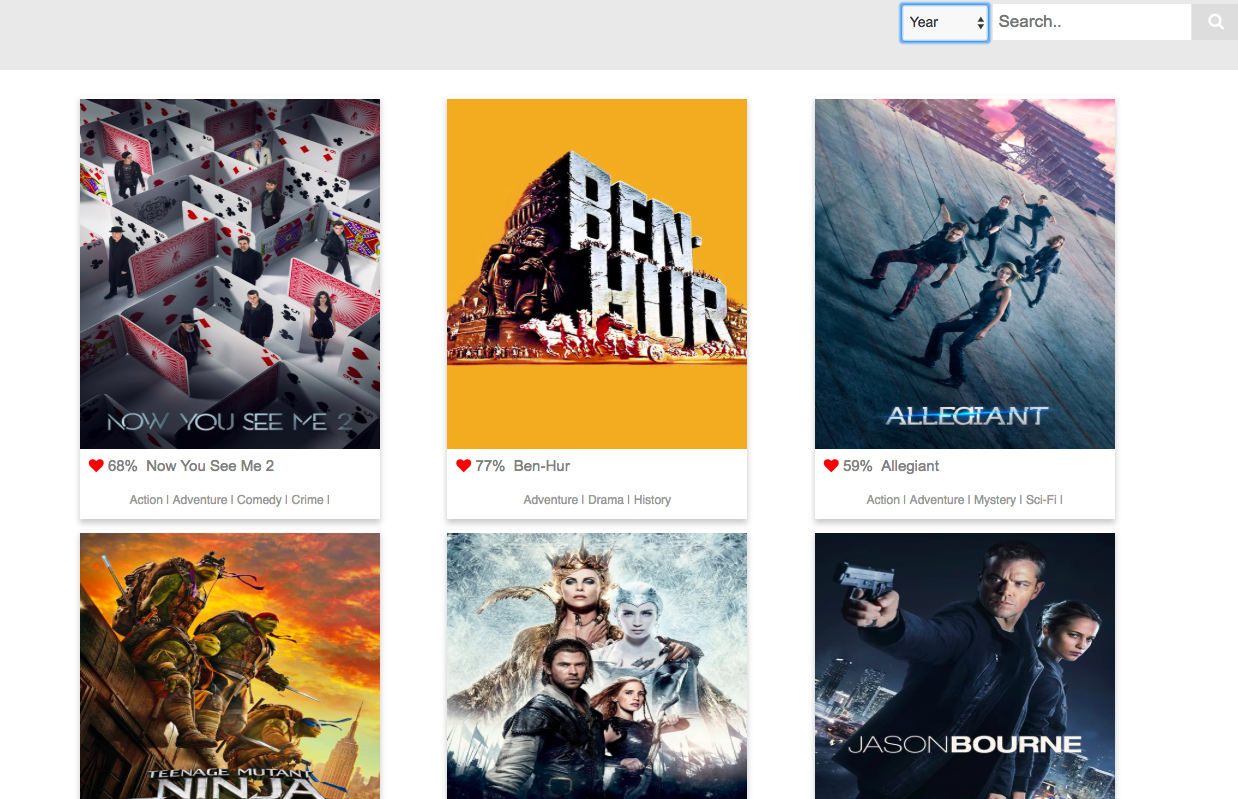 Year
Search..
NOW YOU SEE ME 2
BEN-
HUR
ALLEGIANT
68% Now You See Me 2
77% Ben-Hur
59% Allegiant
Action | Adventure | Comedy | Crime |
Adventure | Drama | History
Action | Adventure | Mystery | Sci-Fi |
TEENAGE MUTANT
NINJA
JASON BOURNE